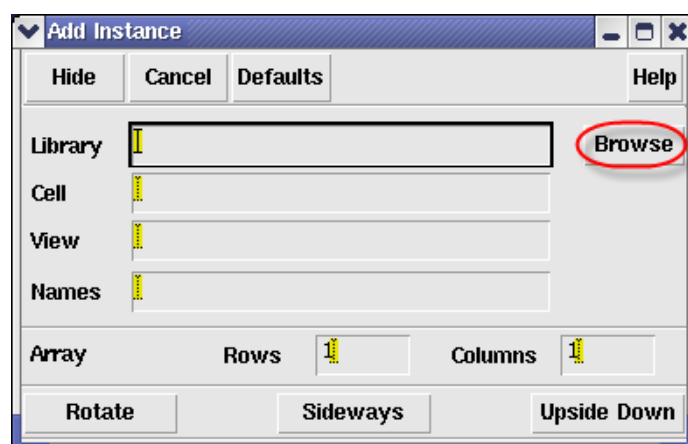 Add Instance
Hide Cancel Defaults Help
Library Browse
Cell
View
Names
Array Rows 1 Columns 1
Rotate Sideways Upside Down